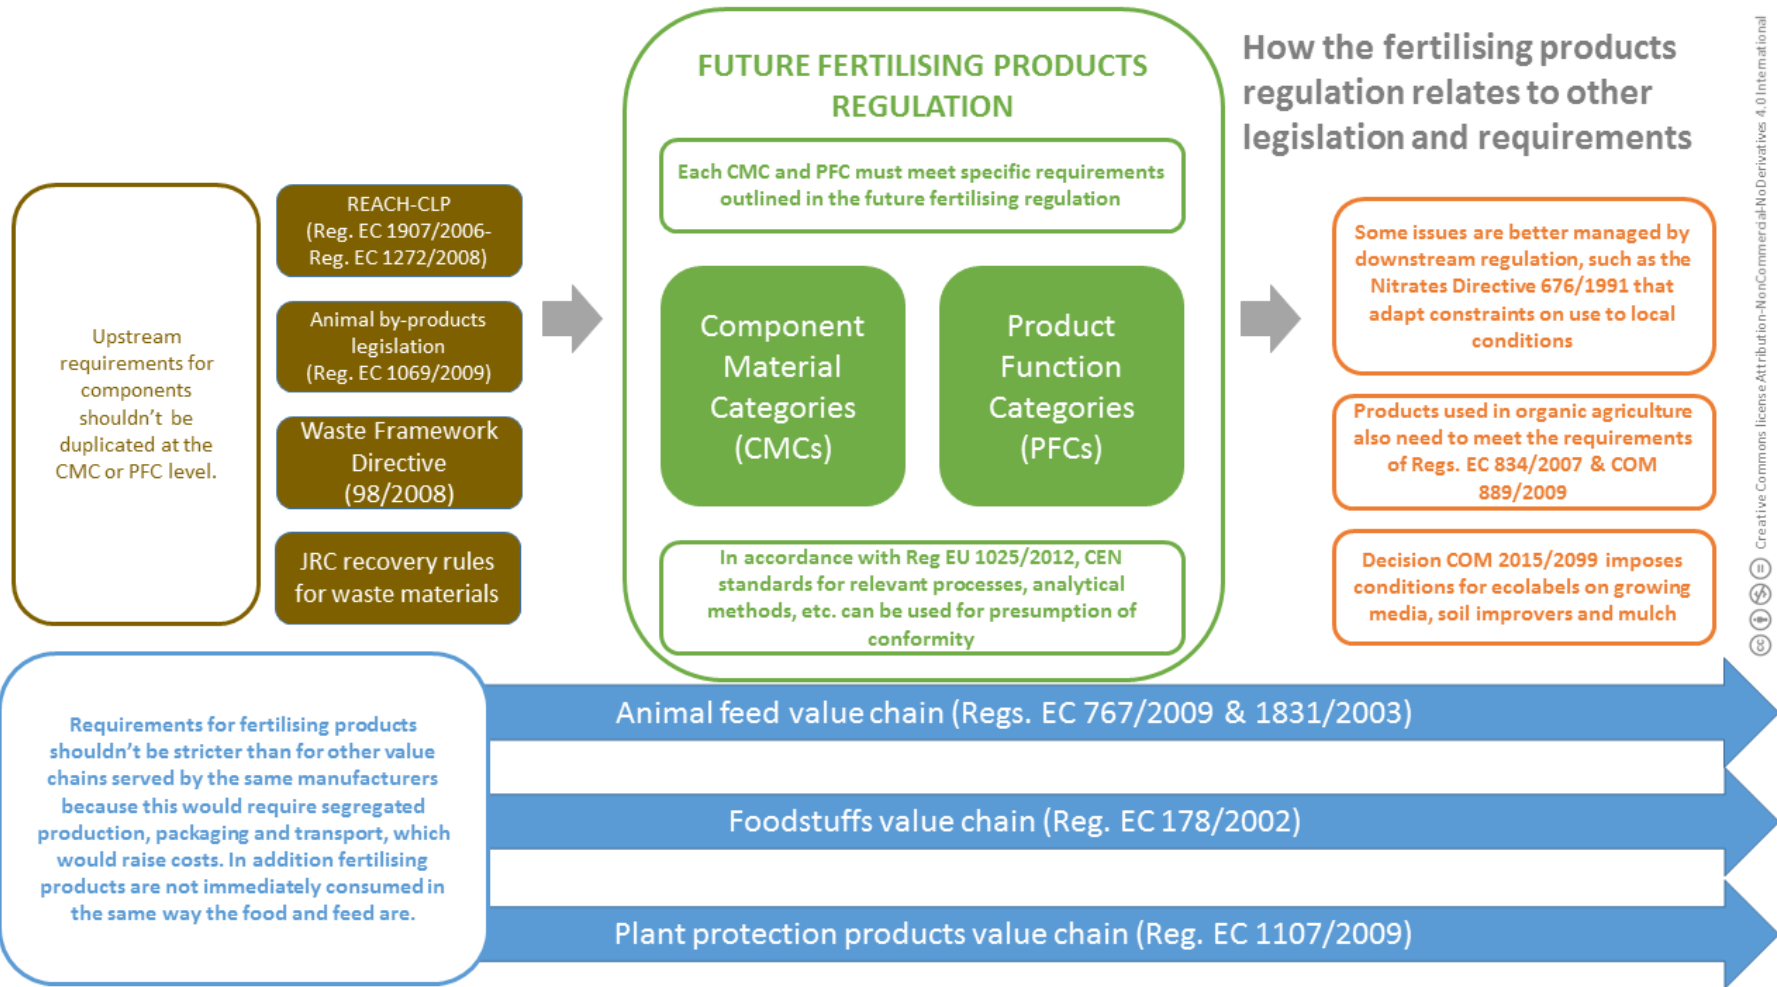 FUTURE FERTILISING PRODUCTS
REGULATION
How the fertilising products
regulation relates to other
legislation and requirements
Each CMC and PFC must meet specific requirements
outlined in the future fertilising regulation
Upstream
requirements for
components
shouldn't be
duplicated at the
CMC or PFC level.
REACH-CLP
(Reg. EC 1907/2006-
Reg. EC 1272/2008)
Animal by-products
legislation
(Reg. EC 1069/2009)
Waste Framework
Directive
(98/2008)
JRC recovery rules
for waste materials
Component
Material
Categories
(CMCs)
Product
Function
Categories
(PFCs)
In accordance with Reg EU 1025/2012, CEN
standards for relevant processes, analytical
methods, etc. can be used for presumption of
conformity
Some issues are better managed by
downstream regulation, such as the
Nitrates Directive 676/1991 that
adapt constraints on use to local
conditions
Products used in organic agriculture
also need to meet the requirements
of Regs. EC 834/2007 & COM
889/2009
Decision COM 2015/2099 imposes
conditions for ecolabels on growing
media, soil improvers and mulch
cc Creative Commons license Attribution-NonCommercial-NoDerivatives 4.0 International
Requirements for fertilising products
shouldn't be stricter than for other value
chains served by the same manufacturers
because this would require segregated
production, packaging and transport, which
would raise costs. In addition fertilising
products are not immediately consumed in
the same way the food and feed are.
Animal feed value chain (Regs. EC 767/2009 & 1831/2003)
Foodstuffs value chain (Reg. EC 178/2002)
Plant protection products value chain (Reg. EC 1107/2009)